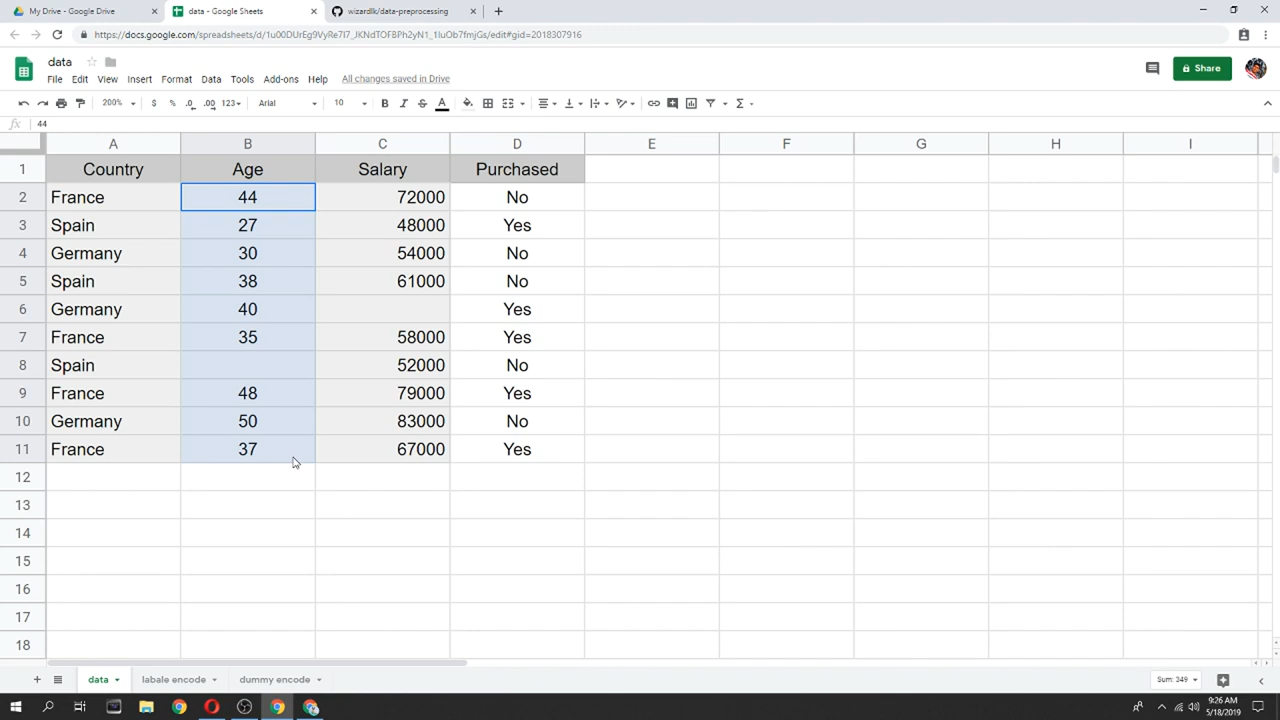 My Drive - Google Drive × data - Google Sheets × wizardlk/data-preprocessing × +
https://docs.google.com/spreadsheets/d/1u00DUrEg9VyRe7I7_JKNdTOFBPh2yN1_1IuOb7fmjGs/edit#gid=2018307916
data
File Edit View Insert Format Data Tools Add-ons Help All changes saved in Drive
Share
200% $ % .0 .00 123 Arial 10 B I S A Σ
fx 44
A B C D E F G H I
1 Country Age Salary Purchased
2 France 44 72000 No
3 Spain 27 48000 Yes
4 Germany 30 54000 No
5 Spain 38 61000 No
6 Germany 40 Yes
7 France 35 58000 Yes
8 Spain 52000 No
9 France 48 79000 Yes
10 Germany 50 83000 No
11 France 37 67000 Yes
12
13
14
15
16
17
18
+ data labale encode dummy encode Sum: 349
9:26 AM
5/18/2019